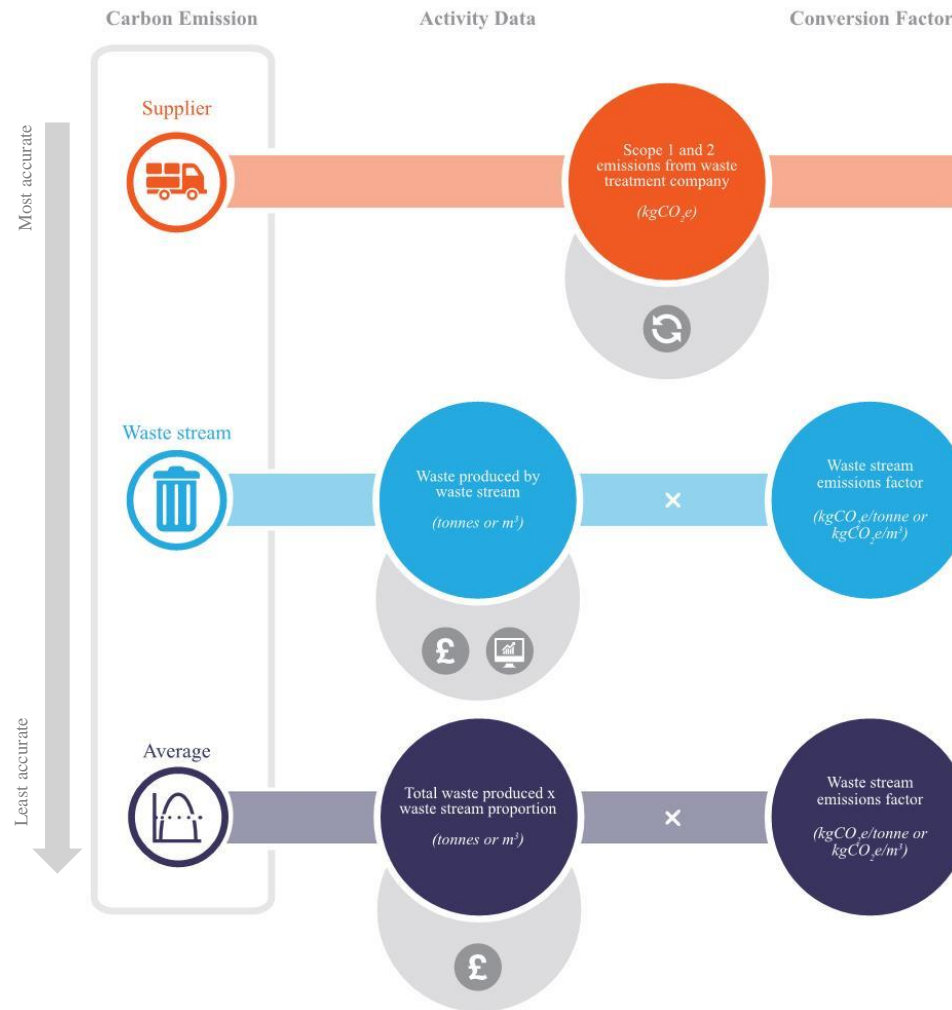 Carbon Emission
Activity Data
Conversion Factor
Most accurate
Supplier
Scope 1 and 2
emissions from waste
treatment company
(kgCO₂e)
Waste stream
Waste produced by
waste stream
(tonnes or m³)
×
Waste stream
emissions factor
(kgCO₂e/tonne or
kgCO₂e/m³)
£
Least accurate
Average
Total waste produced x
waste stream proportion
(tonnes or m³)
×
Waste stream
emissions factor
(kgCO₂e/tonne or
kgCO₂e/m³)
£